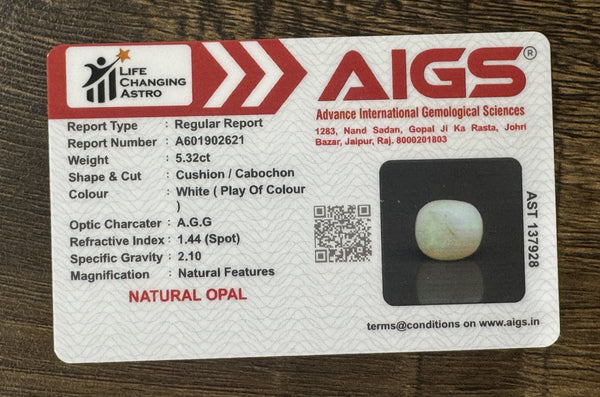 LIFE
CHANGING
ASTRO
AIGS®
Advance International Gemological Sciences
1283, Nand Sadan, Gopal Ji Ka Rasta, Johri
Bazar, Jaipur, Raj. 8000201803
Report Type : Regular Report
Report Number : A601902621
Weight : 5.32ct
Shape & Cut : Cushion / Cabochon
Colour : White ( Play Of Colour
)
Optic Charcater : A.G.G
Refractive Index : 1.44 (Spot)
Specific Gravity : 2.10
Magnification : Natural Features
NATURAL OPAL
AST 137928
terms@conditions on www.aigs.in